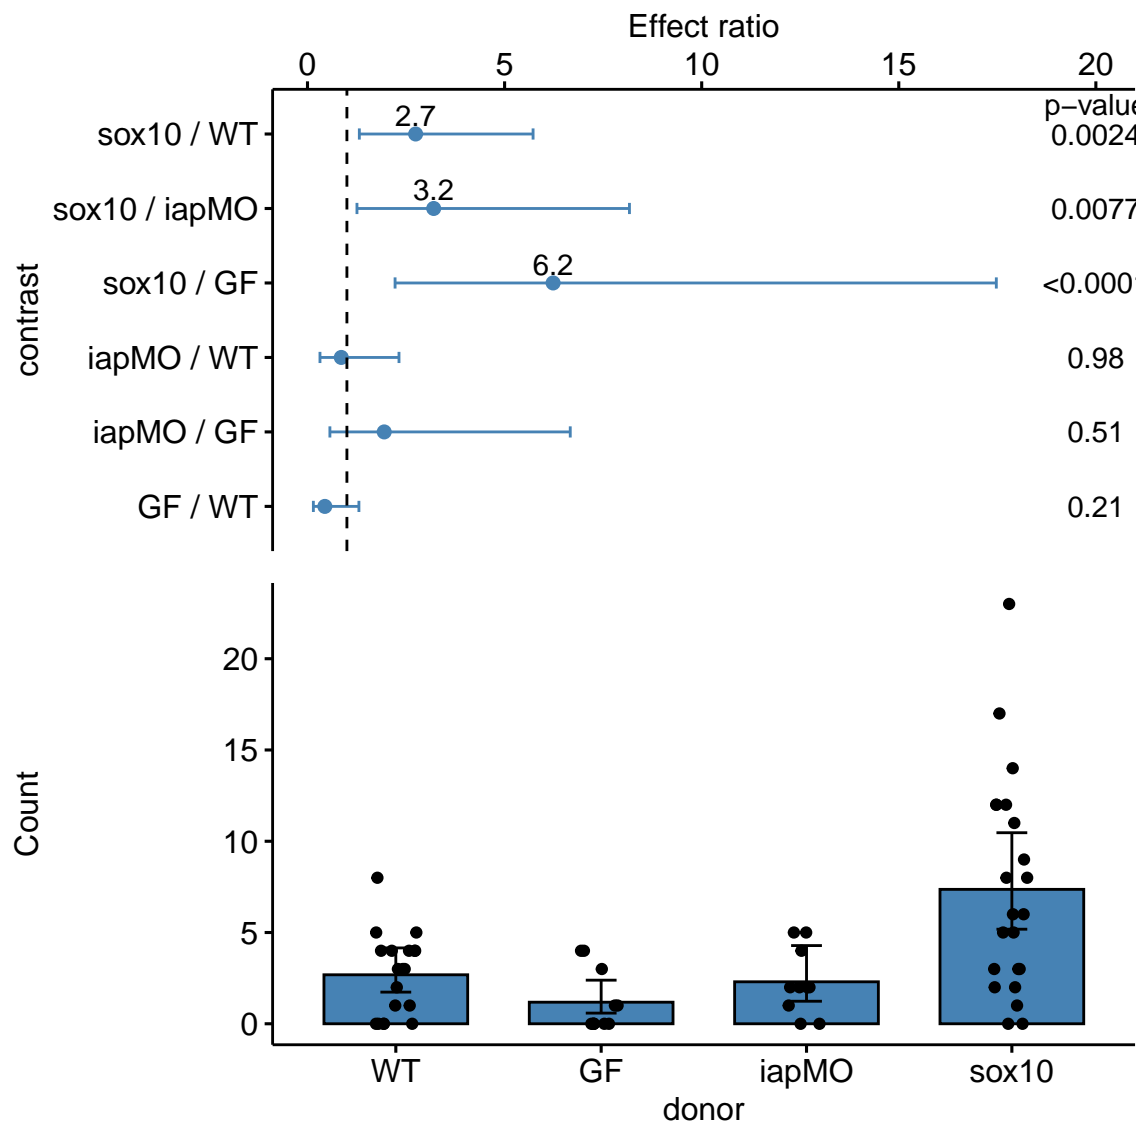 Effect ratio
0 5 10 15 20
p−value
sox10 / WT 2.7 0.0024
sox10 / iapMO 3.2 0.0077
sox10 / GF 6.2 <0.000
iapMO / WT 0.98
iapMO / GF 0.51
GF / WT 0.21
contrast
20
15
10
5
0
Count
WT GF iapMO sox10
donor